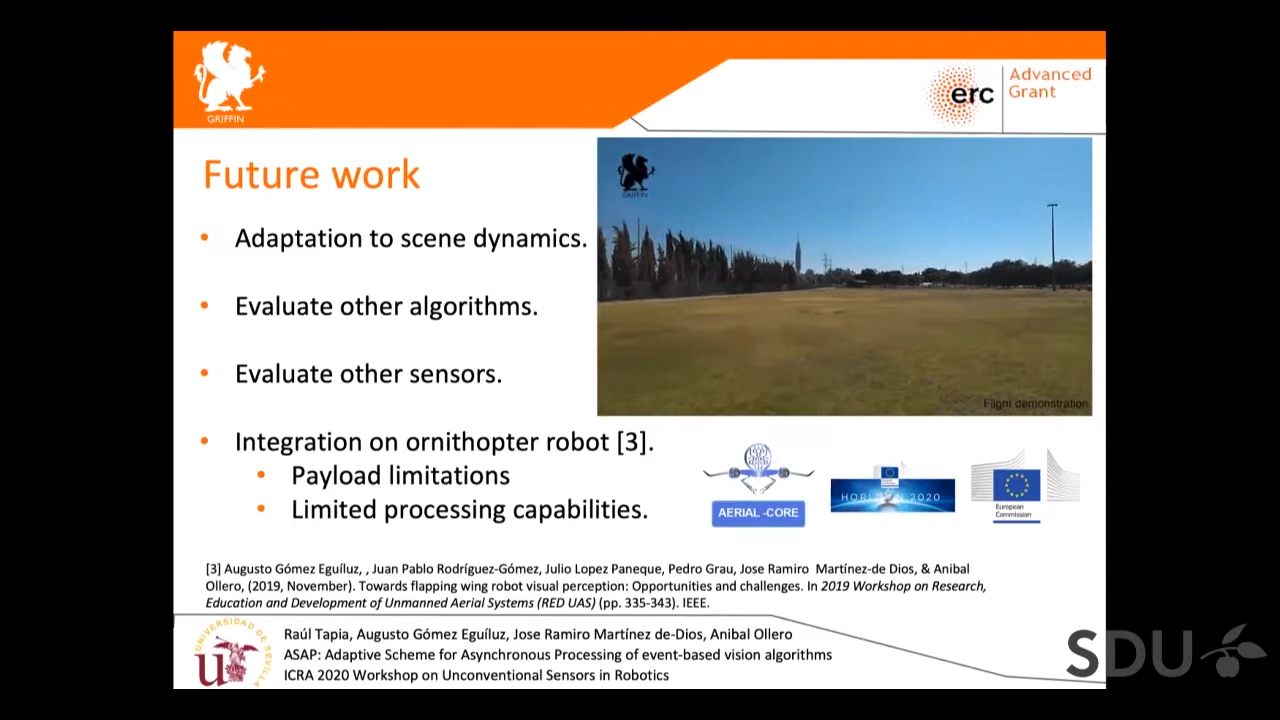 GRIFFIN
erc
Advanced
Grant
Future work
GRIFFIN
• Adaptation to scene dynamics.
• Evaluate other algorithms.
• Evaluate other sensors.
Flight demonstration
• Integration on ornithopter robot [3].
• Payload limitations
• Limited processing capabilities.
AERIAL -CORE
HORIZON 2020
European
Commission
[3] Augusto Gómez Eguíluz, , Juan Pablo Rodríguez-Gómez, Julio Lopez Paneque, Pedro Grau, Jose Ramiro Martínez-de Dios, & Anibal
Ollero, (2019, November). Towards flapping wing robot visual perception: Opportunities and challenges. In 2019 Workshop on Research,
Education and Development of Unmanned Aerial Systems (RED UAS) (pp. 335-343). IEEE.
UNIVERSIDAD DE SEVILLA
Raúl Tapia, Augusto Gómez Eguíluz, Jose Ramiro Martínez de-Dios, Anibal Ollero
ASAP: Adaptive Scheme for Asynchronous Processing of event-based vision algorithms
ICRA 2020 Workshop on Unconventional Sensors in Robotics
SDU